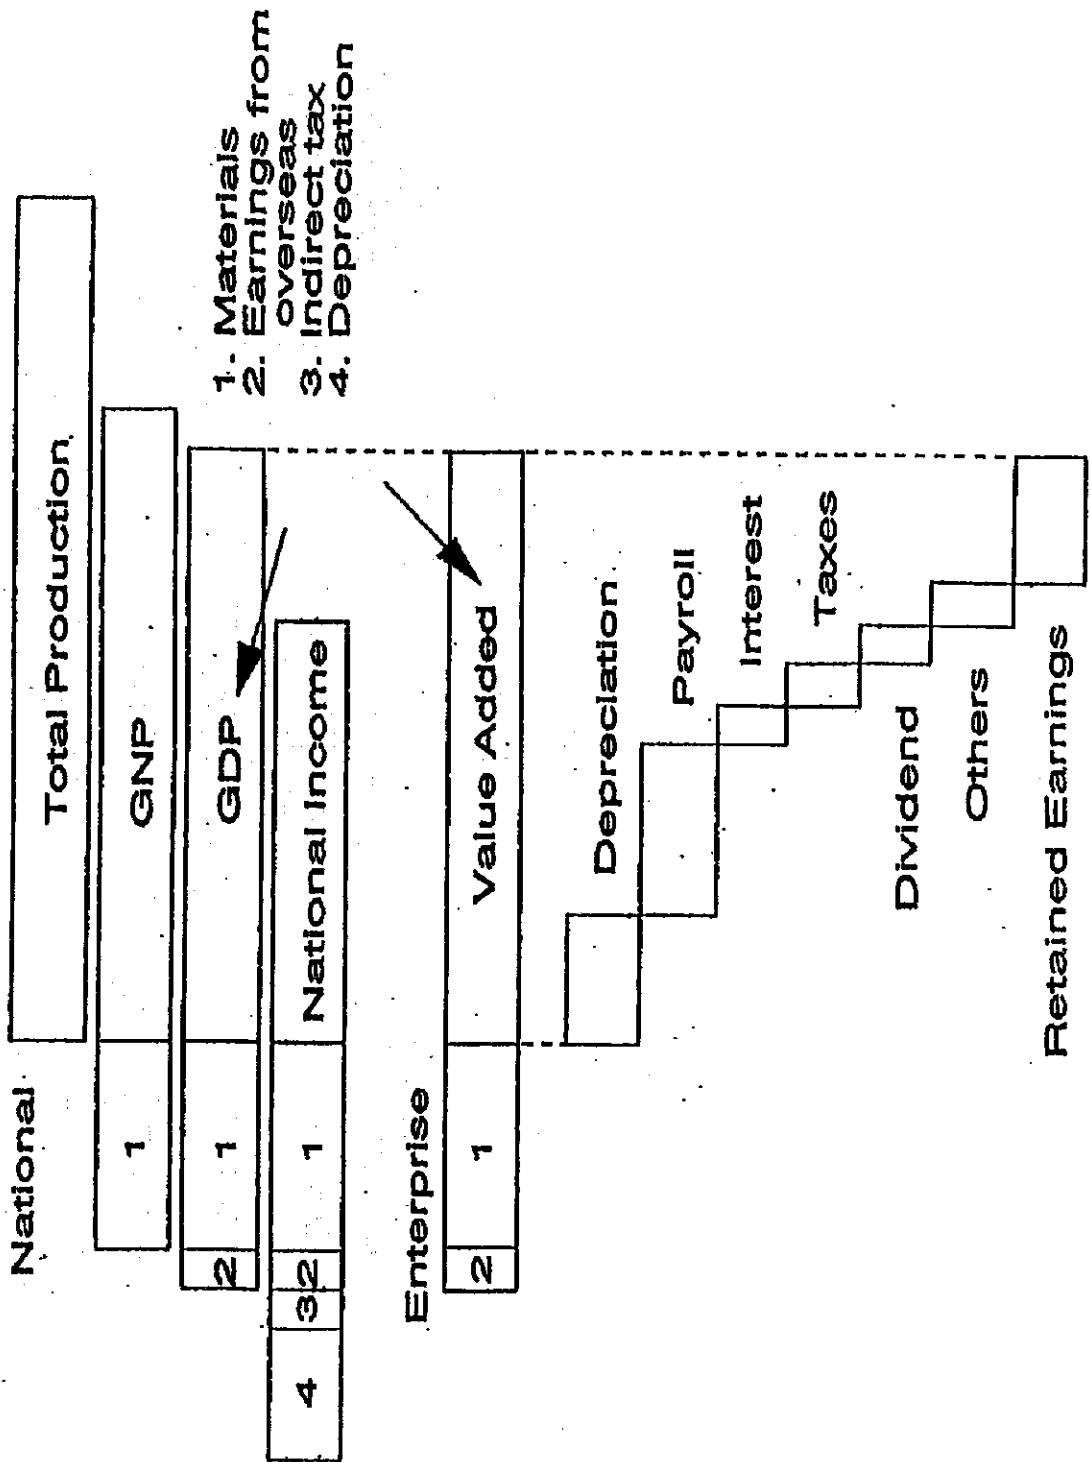 National
Total Production
1 GNP
2 1 GDP
4 3 2 1 National Income
1. Materials
2. Earnings from
overseas
3. Indirect tax
4. Depreciation
Enterprise
2 1 Value Added
Depreciation
Payroll
Interest
Taxes
Dividend
Others
Retained Earnings